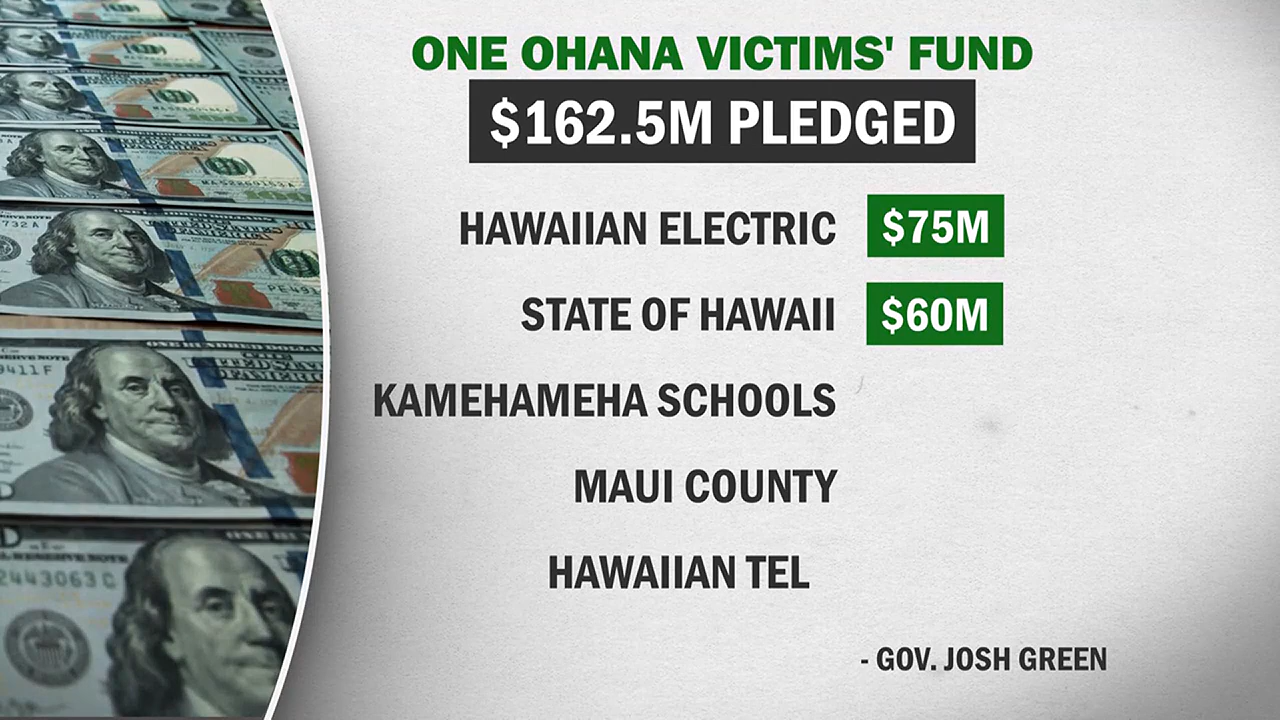 ONE OHANA VICTIMS' FUND
$162.5M PLEDGED
HAWAIIAN ELECTRIC $75M
STATE OF HAWAII $60M
KAMEHAMEHA SCHOOLS
MAUI COUNTY
HAWAIIAN TEL
- GOV. JOSH GREEN